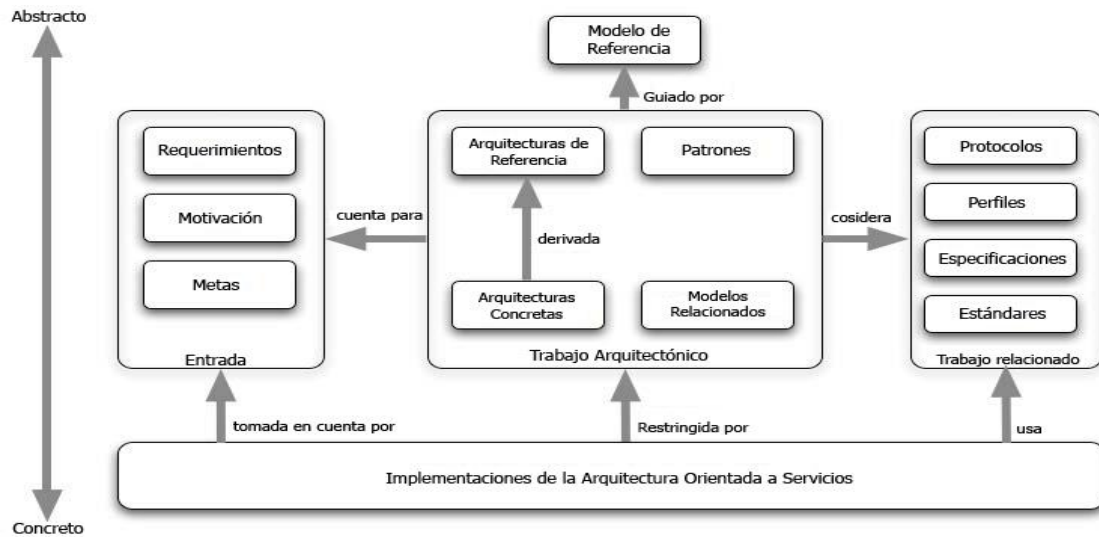 Abstracto
Modelo de
Referencia
Guiado por
Requerimientos
Motivación
Metas
Entrada
cuenta para
Arquitecturas de
Referencia
Patrones
derivada
Arquitecturas
Concretas
Modelos
Relacionados
Trabajo Arquitectónico
cosidera
Protocolos
Perfiles
Especificaciones
Estándares
Trabajo relacionado
tomada en cuenta por
Restringida por
usa
Implementaciones de la Arquitectura Orientada a Servicios
Concreto